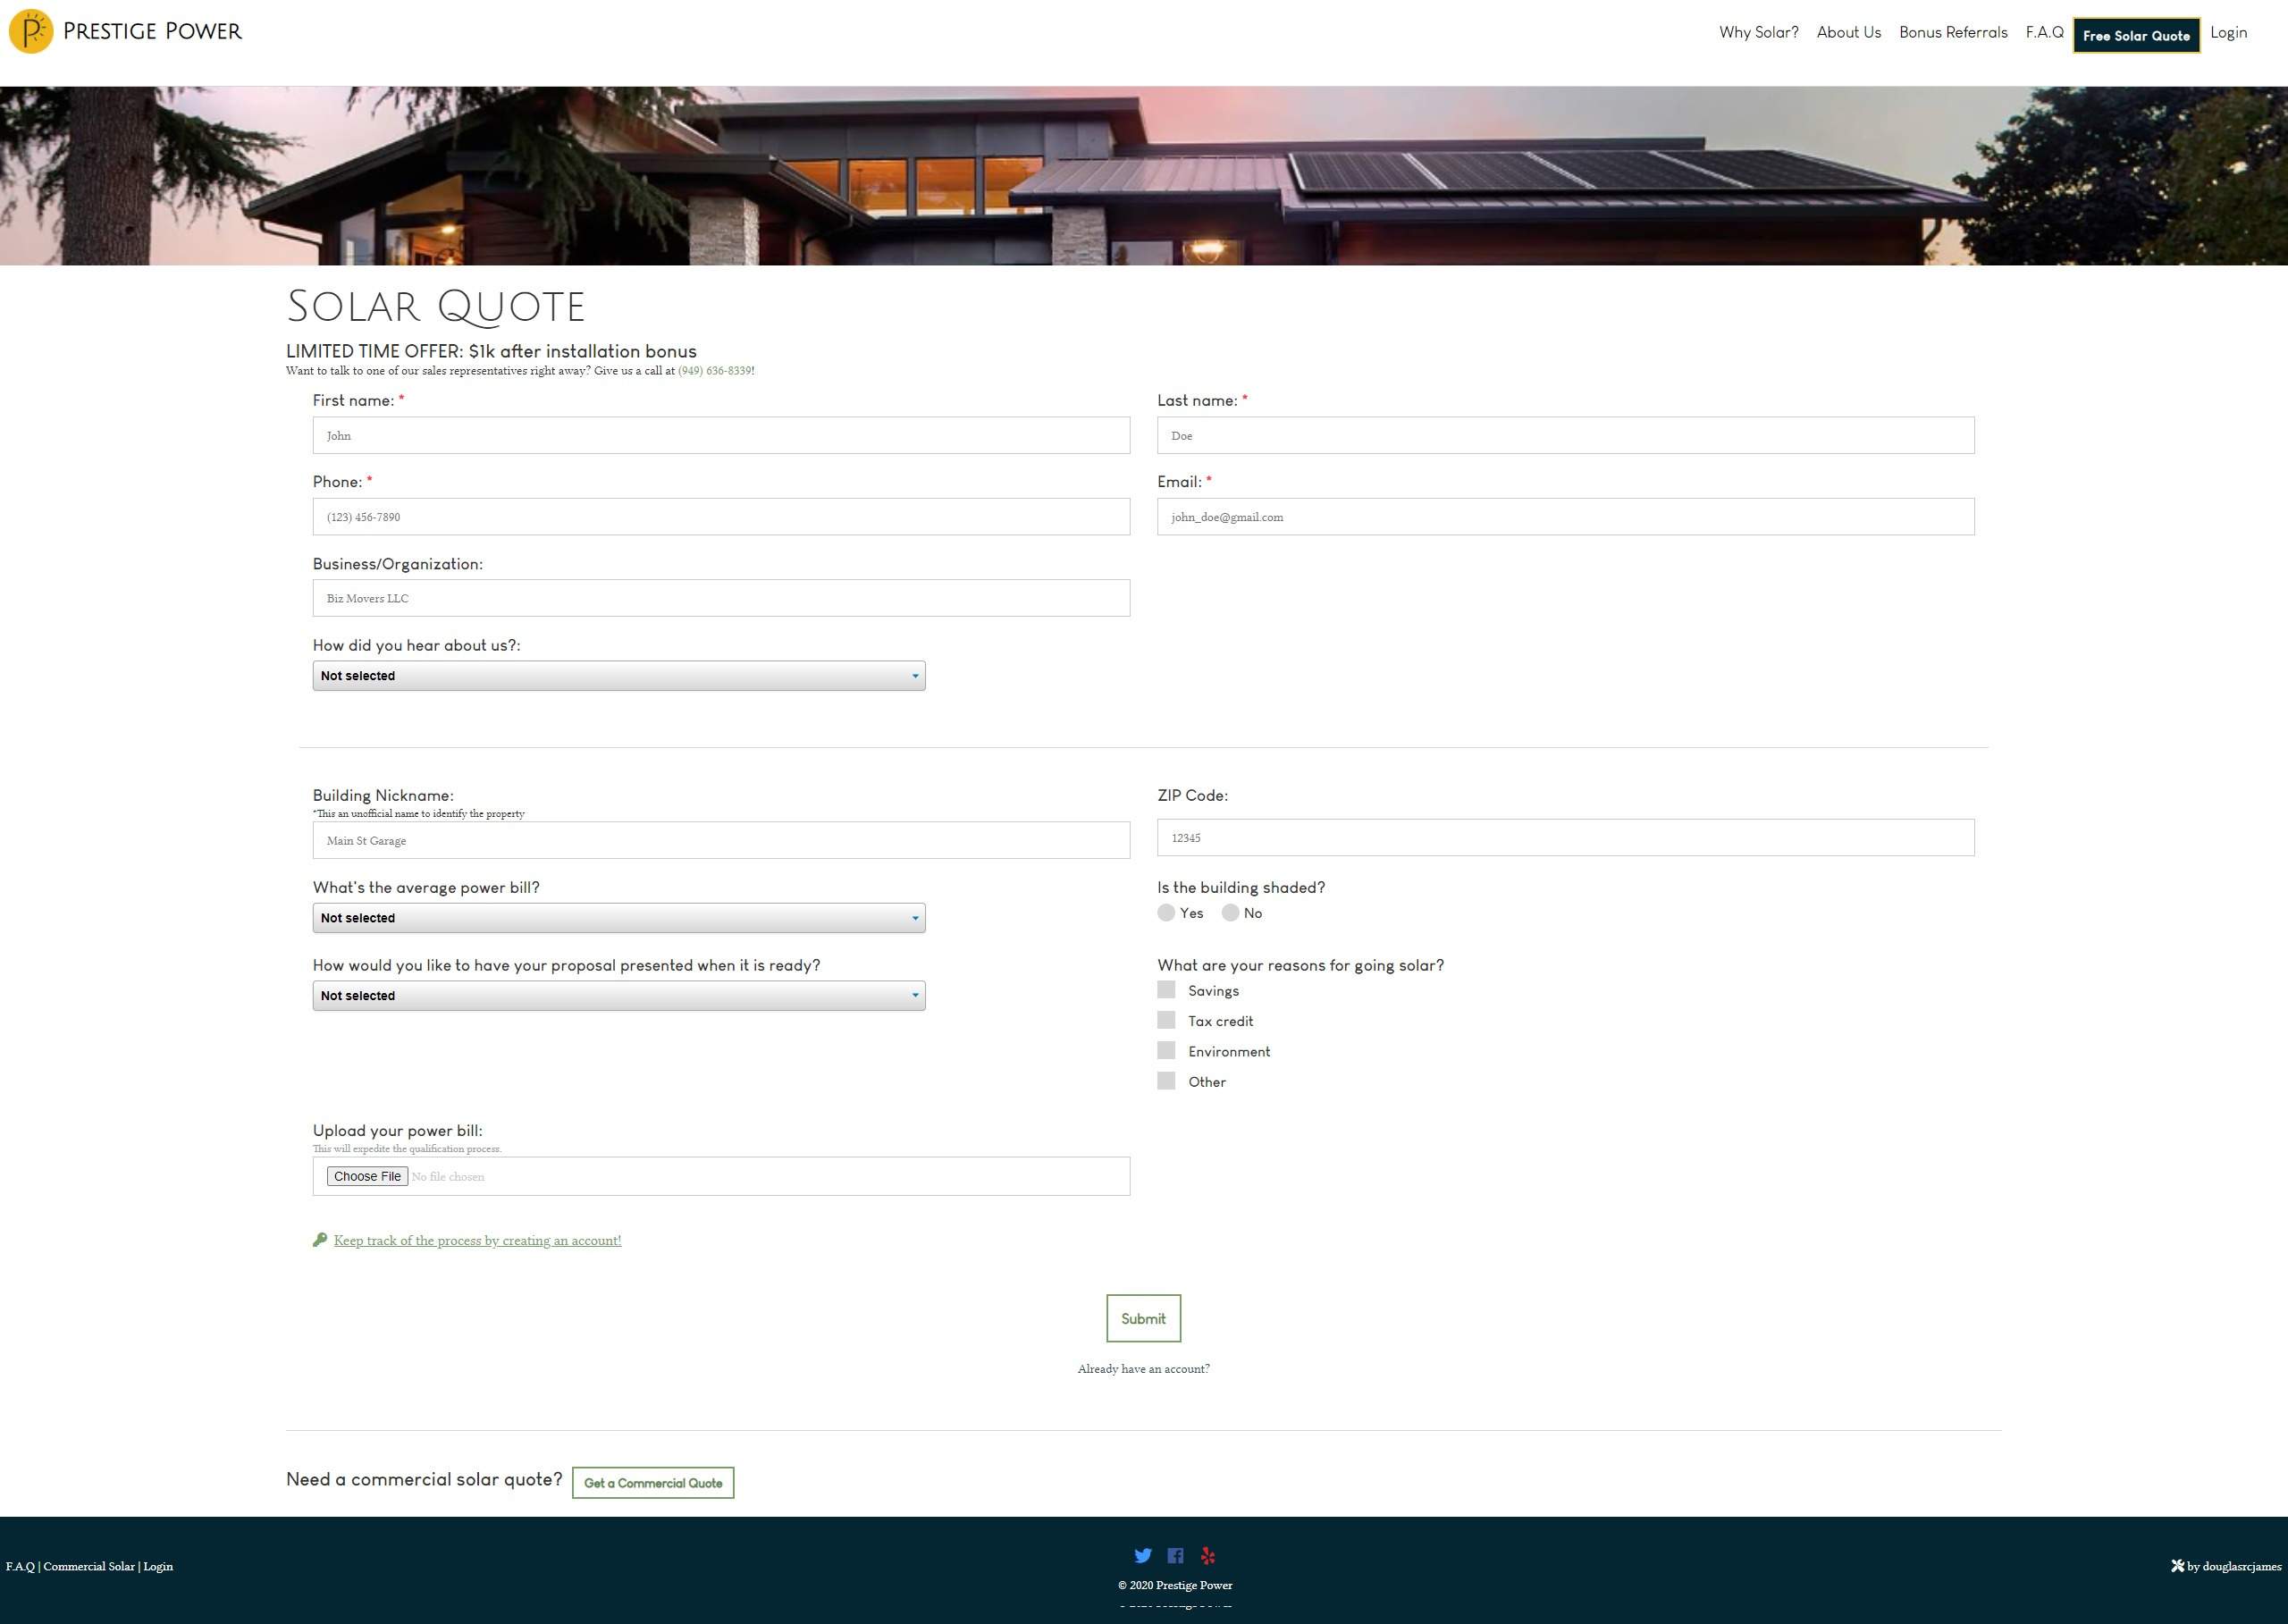 PRESTIGE POWER
Why Solar? About Us Bonus Referrals F.A.Q Free Solar Quote Login
SOLAR QUOTE
LIMITED TIME OFFER: $1k after installation bonus
Want to talk to one of our sales representatives right away? Give us a call at (949) 636-8339!
First name: * Last name: *
John Doe
Phone: * Email: *
(123) 456-7890 john_doe@gmail.com
Business/Organization:
Biz Movers LLC
How did you hear about us?:
Not selected
Building Nickname: ZIP Code:
*This an unofficial name to identify the property
Main St Garage 12345
What's the average power bill? Is the building shaded?
Not selected Yes No
How would you like to have your proposal presented when it is ready? What are your reasons for going solar?
Not selected Savings
Tax credit
Environment
Other
Upload your power bill:
This will expedite the qualification process.
Choose File No file chosen
Keep track of the process by creating an account!
Submit
Already have an account?
Need a commercial solar quote? Get a Commercial Quote
F.A.Q | Commercial Solar | Login by douglasrcjames
© 2020 Prestige Power